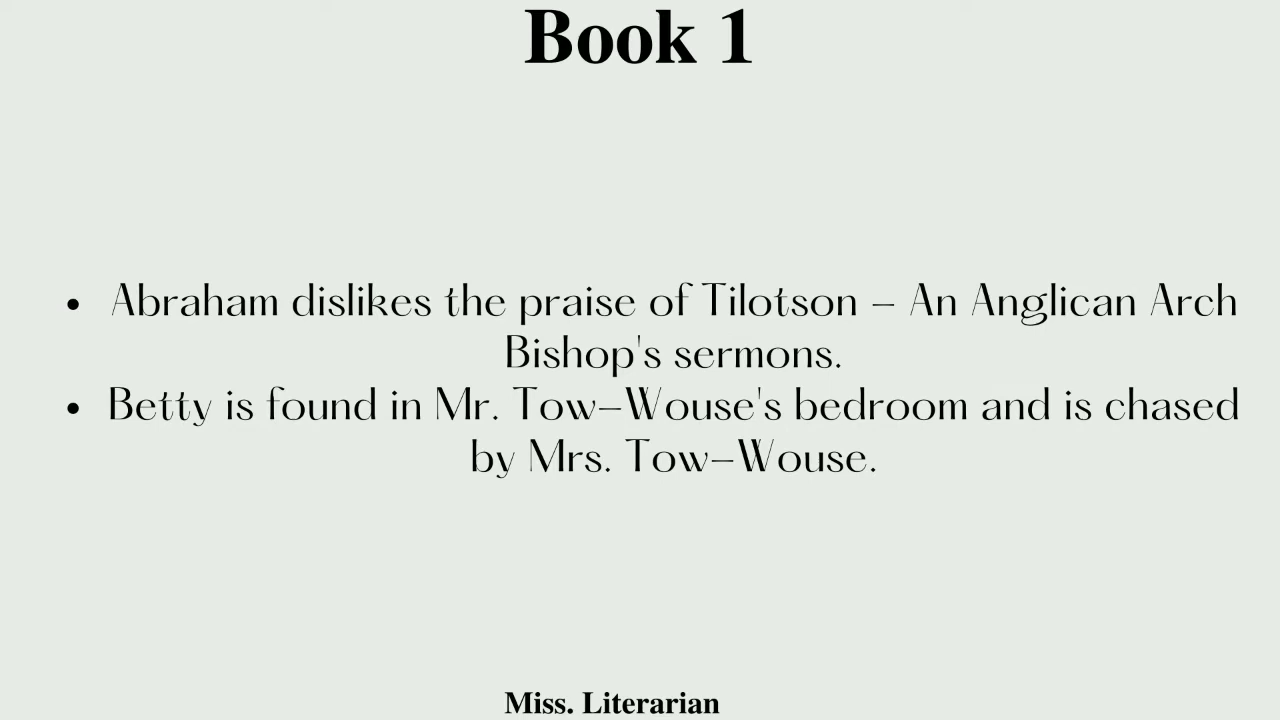 Book 1
• Abraham dislikes the praise of Tilotson – An Anglican Arch
Bishop's sermons.
• Betty is found in Mr. Tow–Wouse's bedroom and is chased
by Mrs. Tow–Wouse.
Miss. Literarian